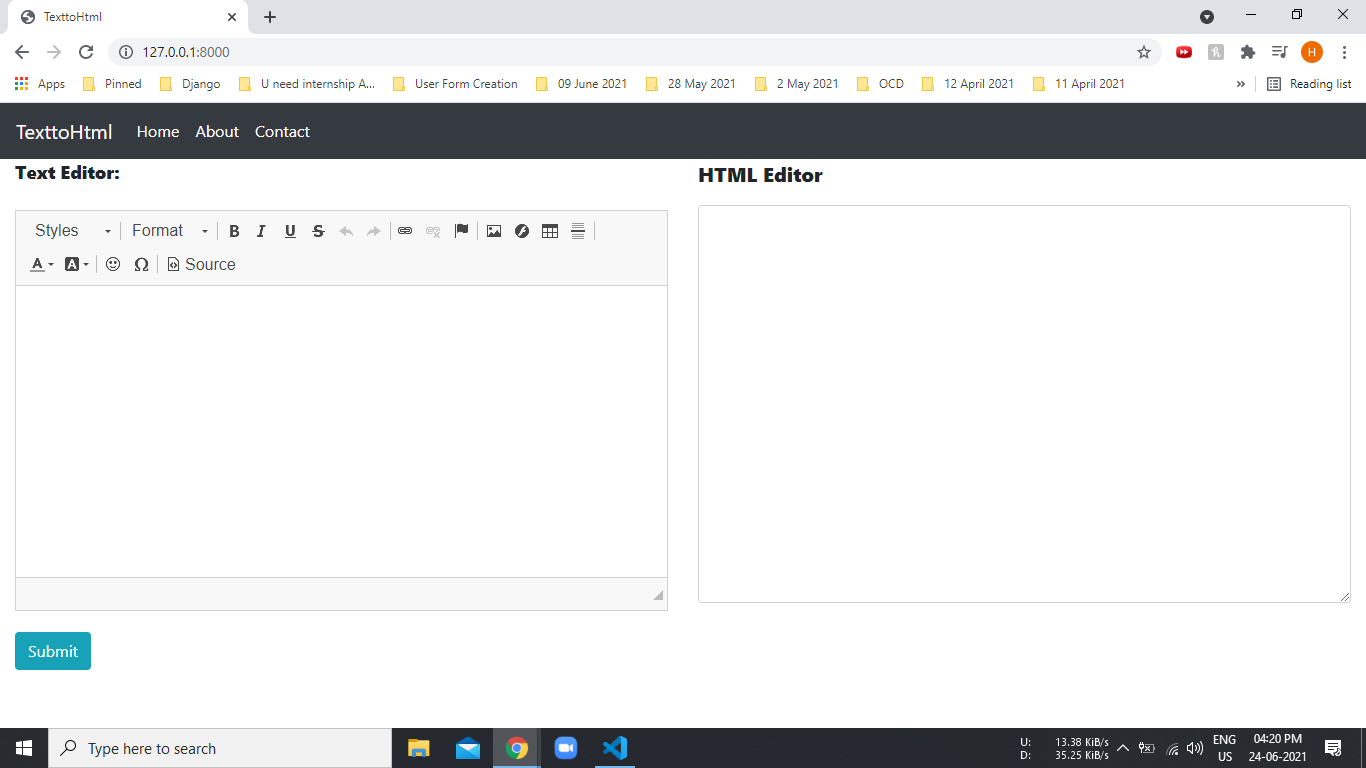 TexttoHtml
127.0.0.1:8000
Apps Pinned Django U need internship A... User Form Creation 09 June 2021 28 May 2021 2 May 2021 OCD 12 April 2021 11 April 2021 » Reading list
TexttoHtml Home About Contact
Text Editor:
Styles Format B I U S
A A Ω Source
Submit
HTML Editor
Type here to search
U: 13.38 KiB/s
D: 35.25 KiB/s
ENG
US
04:20 PM
24-06-2021
H